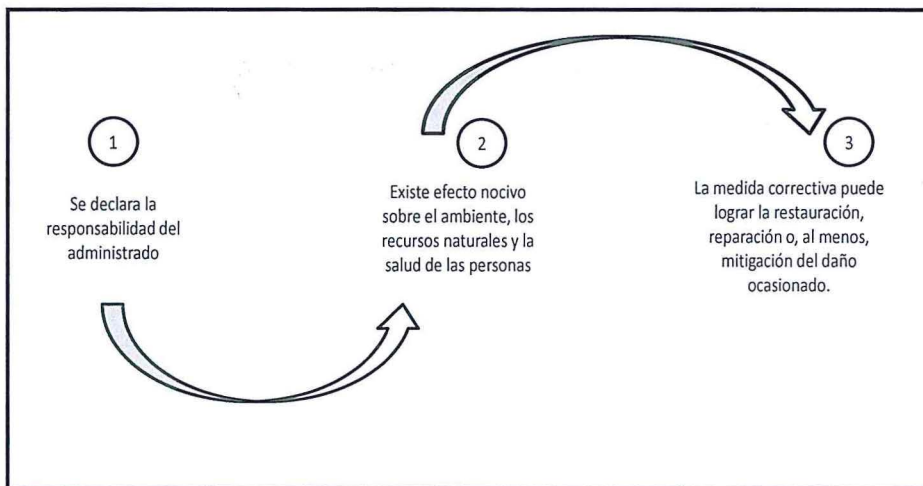 1
Se declara la
responsabilidad del
administrado
2
Existe efecto nocivo
sobre el ambiente, los
recursos naturales y la
salud de las personas
3
La medida correctiva puede
lograr la restauración,
reparación o, al menos,
mitigación del daño
ocasionado.